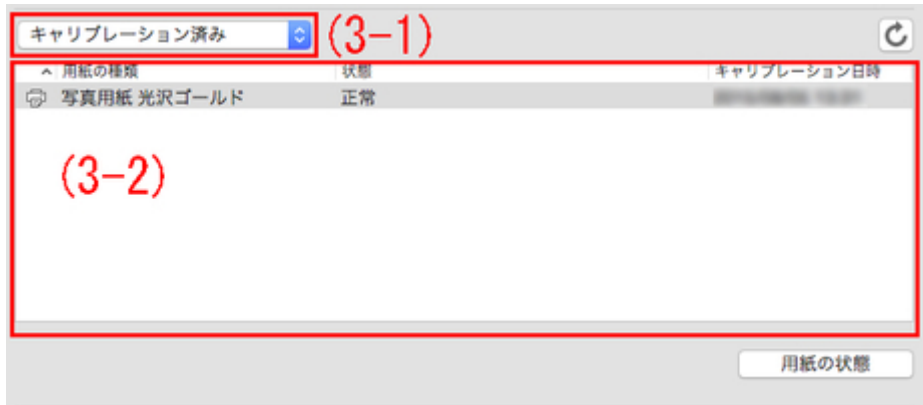 キャリブレーション済み (3-1)
用紙の種類 状態 キャリブレーション日時
写真用紙 光沢ゴールド 正常
(3-2)
用紙の状態